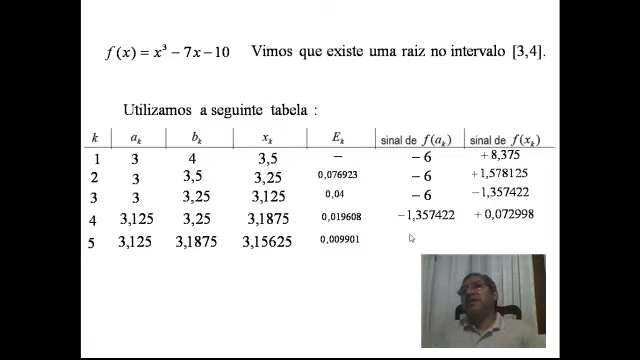 f(x) = x³ − 7x − 10 Vimos que existe uma raiz no intervalo [3,4].
Utilizamos a seguinte tabela :
k aₖ bₖ xₖ Eₖ sinal de f(aₖ) sinal de f(xₖ)
1 3 4 3,5 − − 6 + 8,375
2 3 3,5 3,25 0,076923 − 6 + 1,578125
3 3 3,25 3,125 0,04 − 6 − 1,357422
4 3,125 3,25 3,1875 0,019608 − 1,357422 + 0,072998
5 3,125 3,1875 3,15625 0,009901